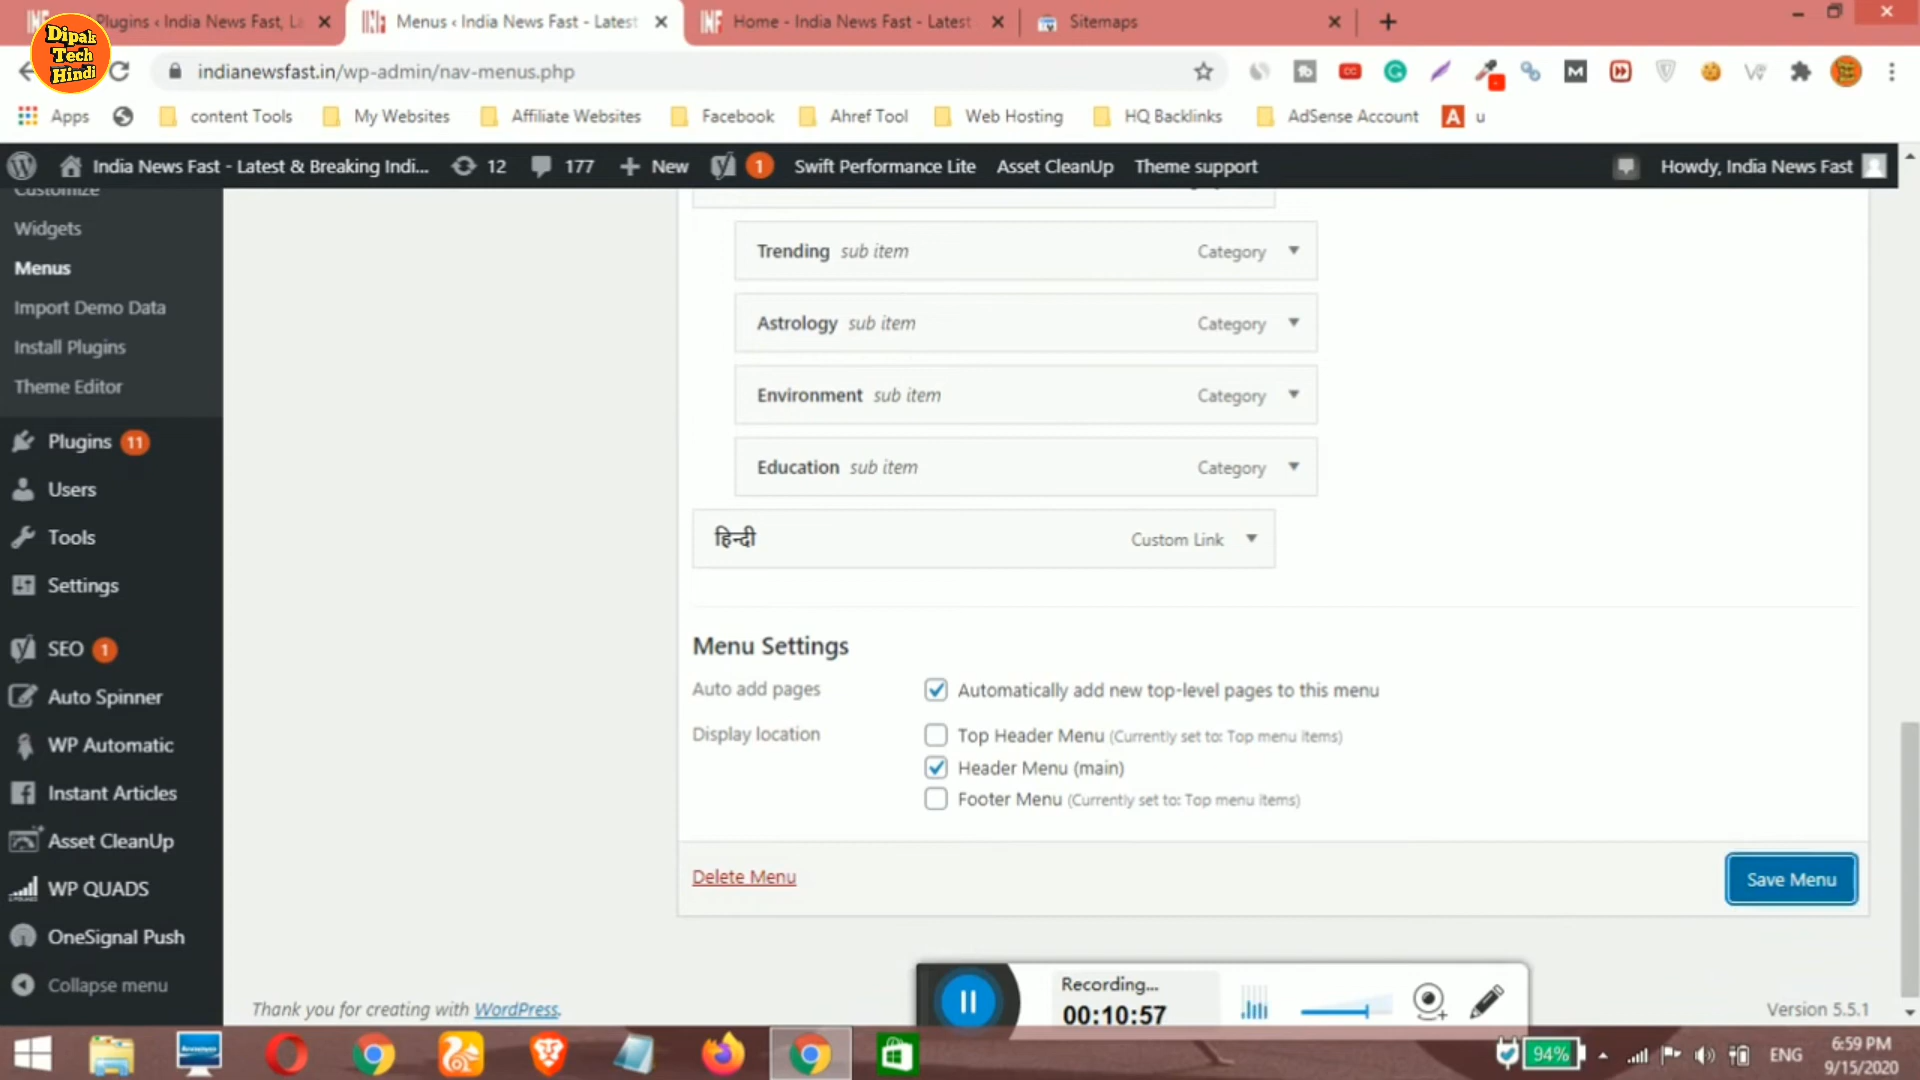 Plugins ‹ India News Fast, La
Menus ‹ India News Fast - Latest
Home - India News Fast - Latest
Sitemaps
Dipak
Tech
Hindi
indianewsfast.in/wp-admin/nav-menus.php
Apps
content Tools
My Websites
Affiliate Websites
Facebook
Ahref Tool
Web Hosting
HQ Backlinks
AdSense Account
A u
India News Fast - Latest & Breaking Indi...
12
177
New
1
Swift Performance Lite
Asset CleanUp
Theme support
Howdy, India News Fast
Customize
Widgets
Menus
Import Demo Data
Install Plugins
Theme Editor
Plugins 11
Users
Tools
Settings
SEO 1
Auto Spinner
WP Automatic
Instant Articles
Asset CleanUp
WP QUADS
OneSignal Push
Collapse menu
Trending sub item Category
Astrology sub item Category
Environment sub item Category
Education sub item Category
हिन्दी Custom Link
Menu Settings
Auto add pages
Automatically add new top-level pages to this menu
Display location
Top Header Menu (Currently set to: Top menu items)
Header Menu (main)
Footer Menu (Currently set to: Top menu items)
Delete Menu
Save Menu
Thank you for creating with WordPress.
Version 5.5.1
Recording...
00:10:57
94%
ENG
6:59 PM
9/15/2020